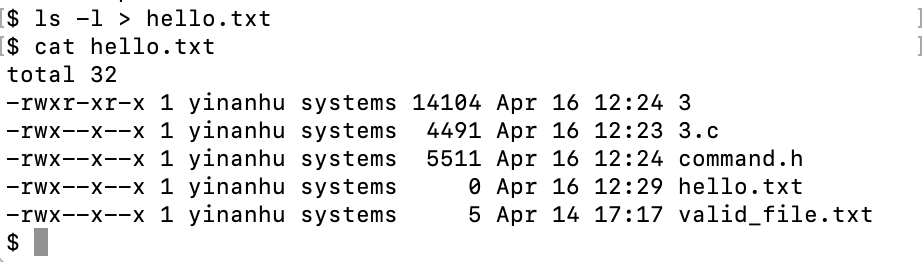 [$ ls -l > hello.txt ]
[$ cat hello.txt ]
total 32
-rwxr-xr-x 1 yinanhu systems 14104 Apr 16 12:24 3
-rwx--x--x 1 yinanhu systems  4491 Apr 16 12:23 3.c
-rwx--x--x 1 yinanhu systems  5511 Apr 16 12:24 command.h
-rwx--x--x 1 yinanhu systems     0 Apr 16 12:29 hello.txt
-rwx--x--x 1 yinanhu systems     5 Apr 14 17:17 valid_file.txt
$